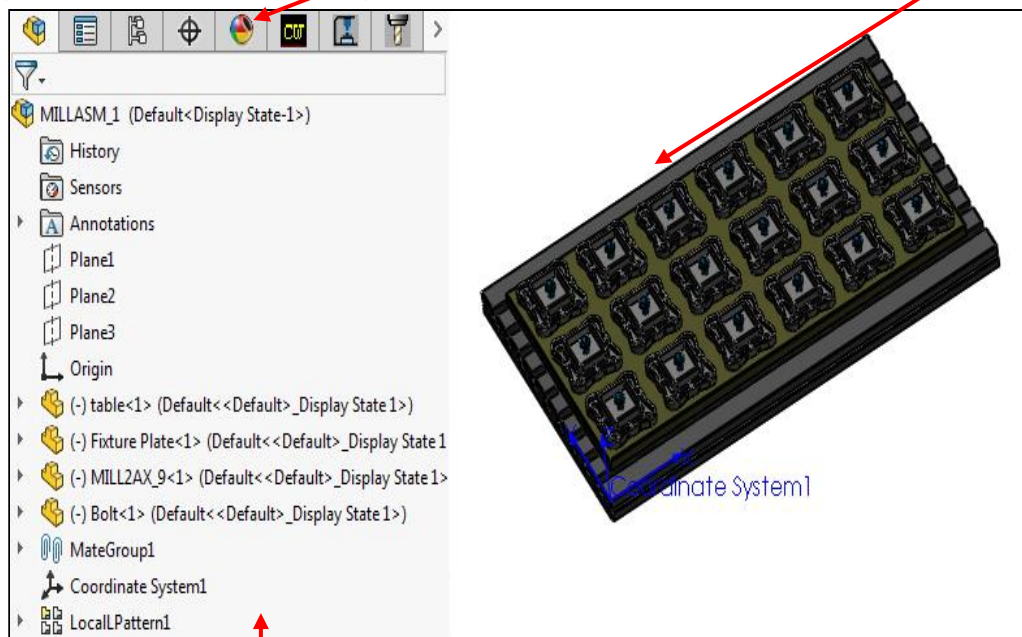 MILLASM_1 (Default<Display State-1>)
History
Sensors
Annotations
Plane1
Plane2
Plane3
Origin
(-) table<1> (Default<<Default>_Display State 1>)
(-) Fixture Plate<1> (Default<<Default>_Display State 1
(-) MILL2AX_9<1> (Default<<Default>_Display State 1>
(-) Bolt<1> (Default<<Default>_Display State 1>)
MateGroup1
Coordinate System1
LocalLPattern1
Coordinate System1